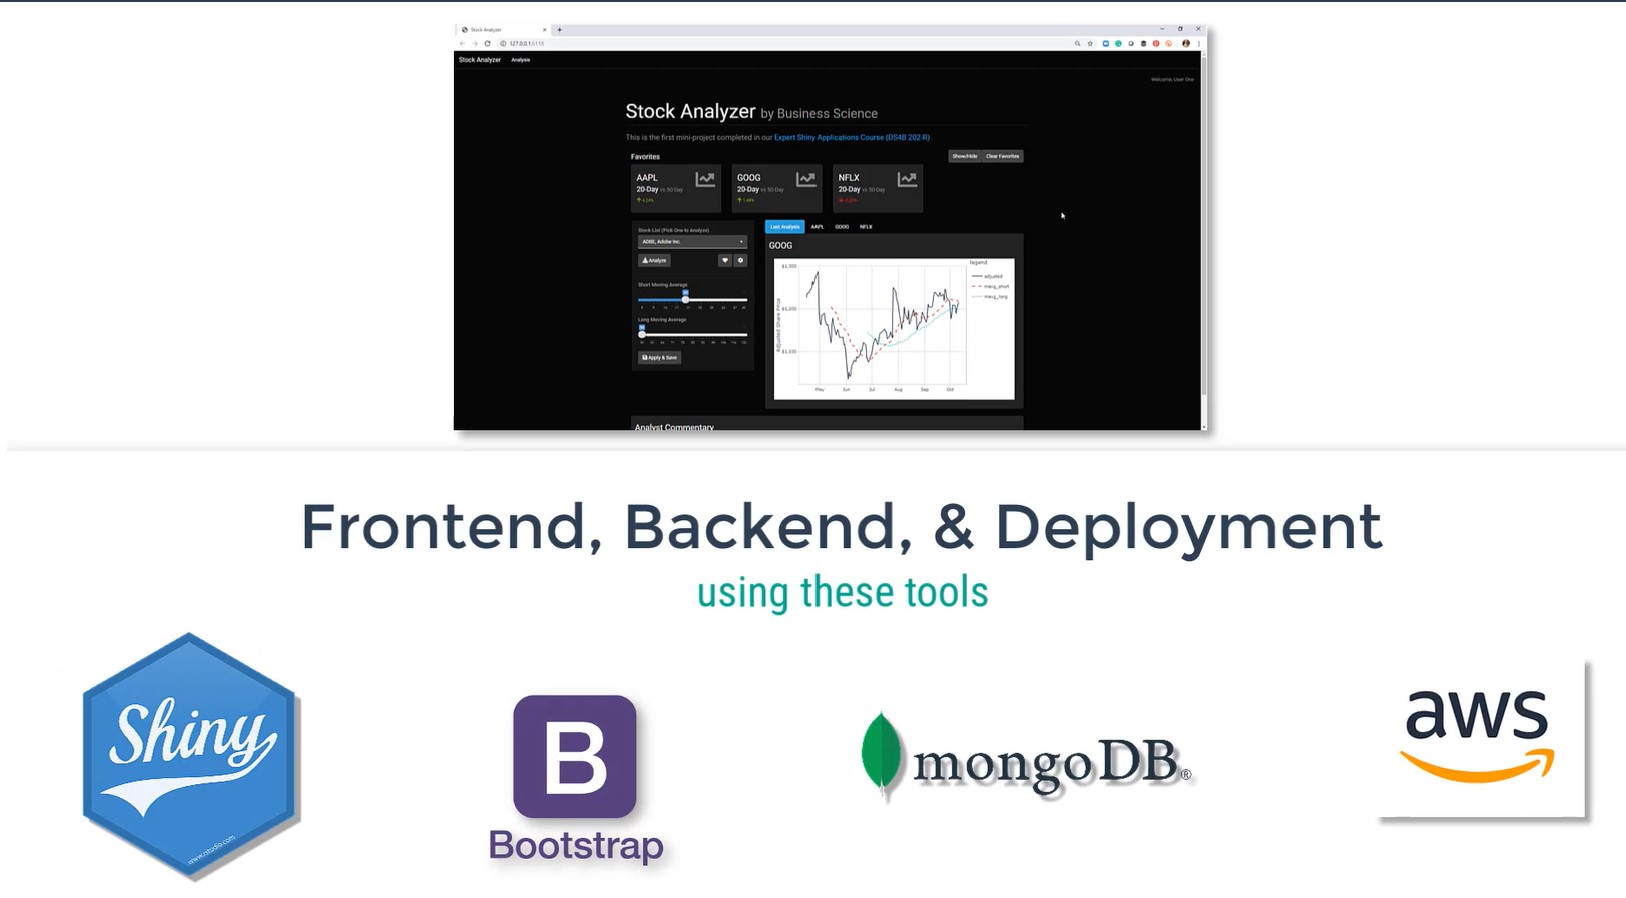 Stock Analyzer
127.0.0.1:5118
Stock Analyzer Analysis
Welcome, User One
Stock Analyzer by Business Science
This is the first mini-project completed in our Expert Shiny Applications Course (DS4B 202-R)
Favorites
Show/Hide Clear Favorites
AAPL GOOG NFLX
20-Day vs 50-Day 20-Day vs 50-Day 20-Day vs 50-Day
Stock List (Pick One to Analyze)
ADBE, Adobe Inc.
Analyze
Short Moving Average
Long Moving Average
Apply & Save
Last Analysis AAPL GOOG NFLX
GOOG
legend
adjusted
mavg_short
mavg_long
Adjusted Share Price
$1,300
$1,200
$1,100
May Jun Jul Aug Sep Oct
Analyst Commentary
Frontend, Backend, & Deployment
using these tools
Shiny
www.rstudio.com
B
Bootstrap
mongoDB®
aws